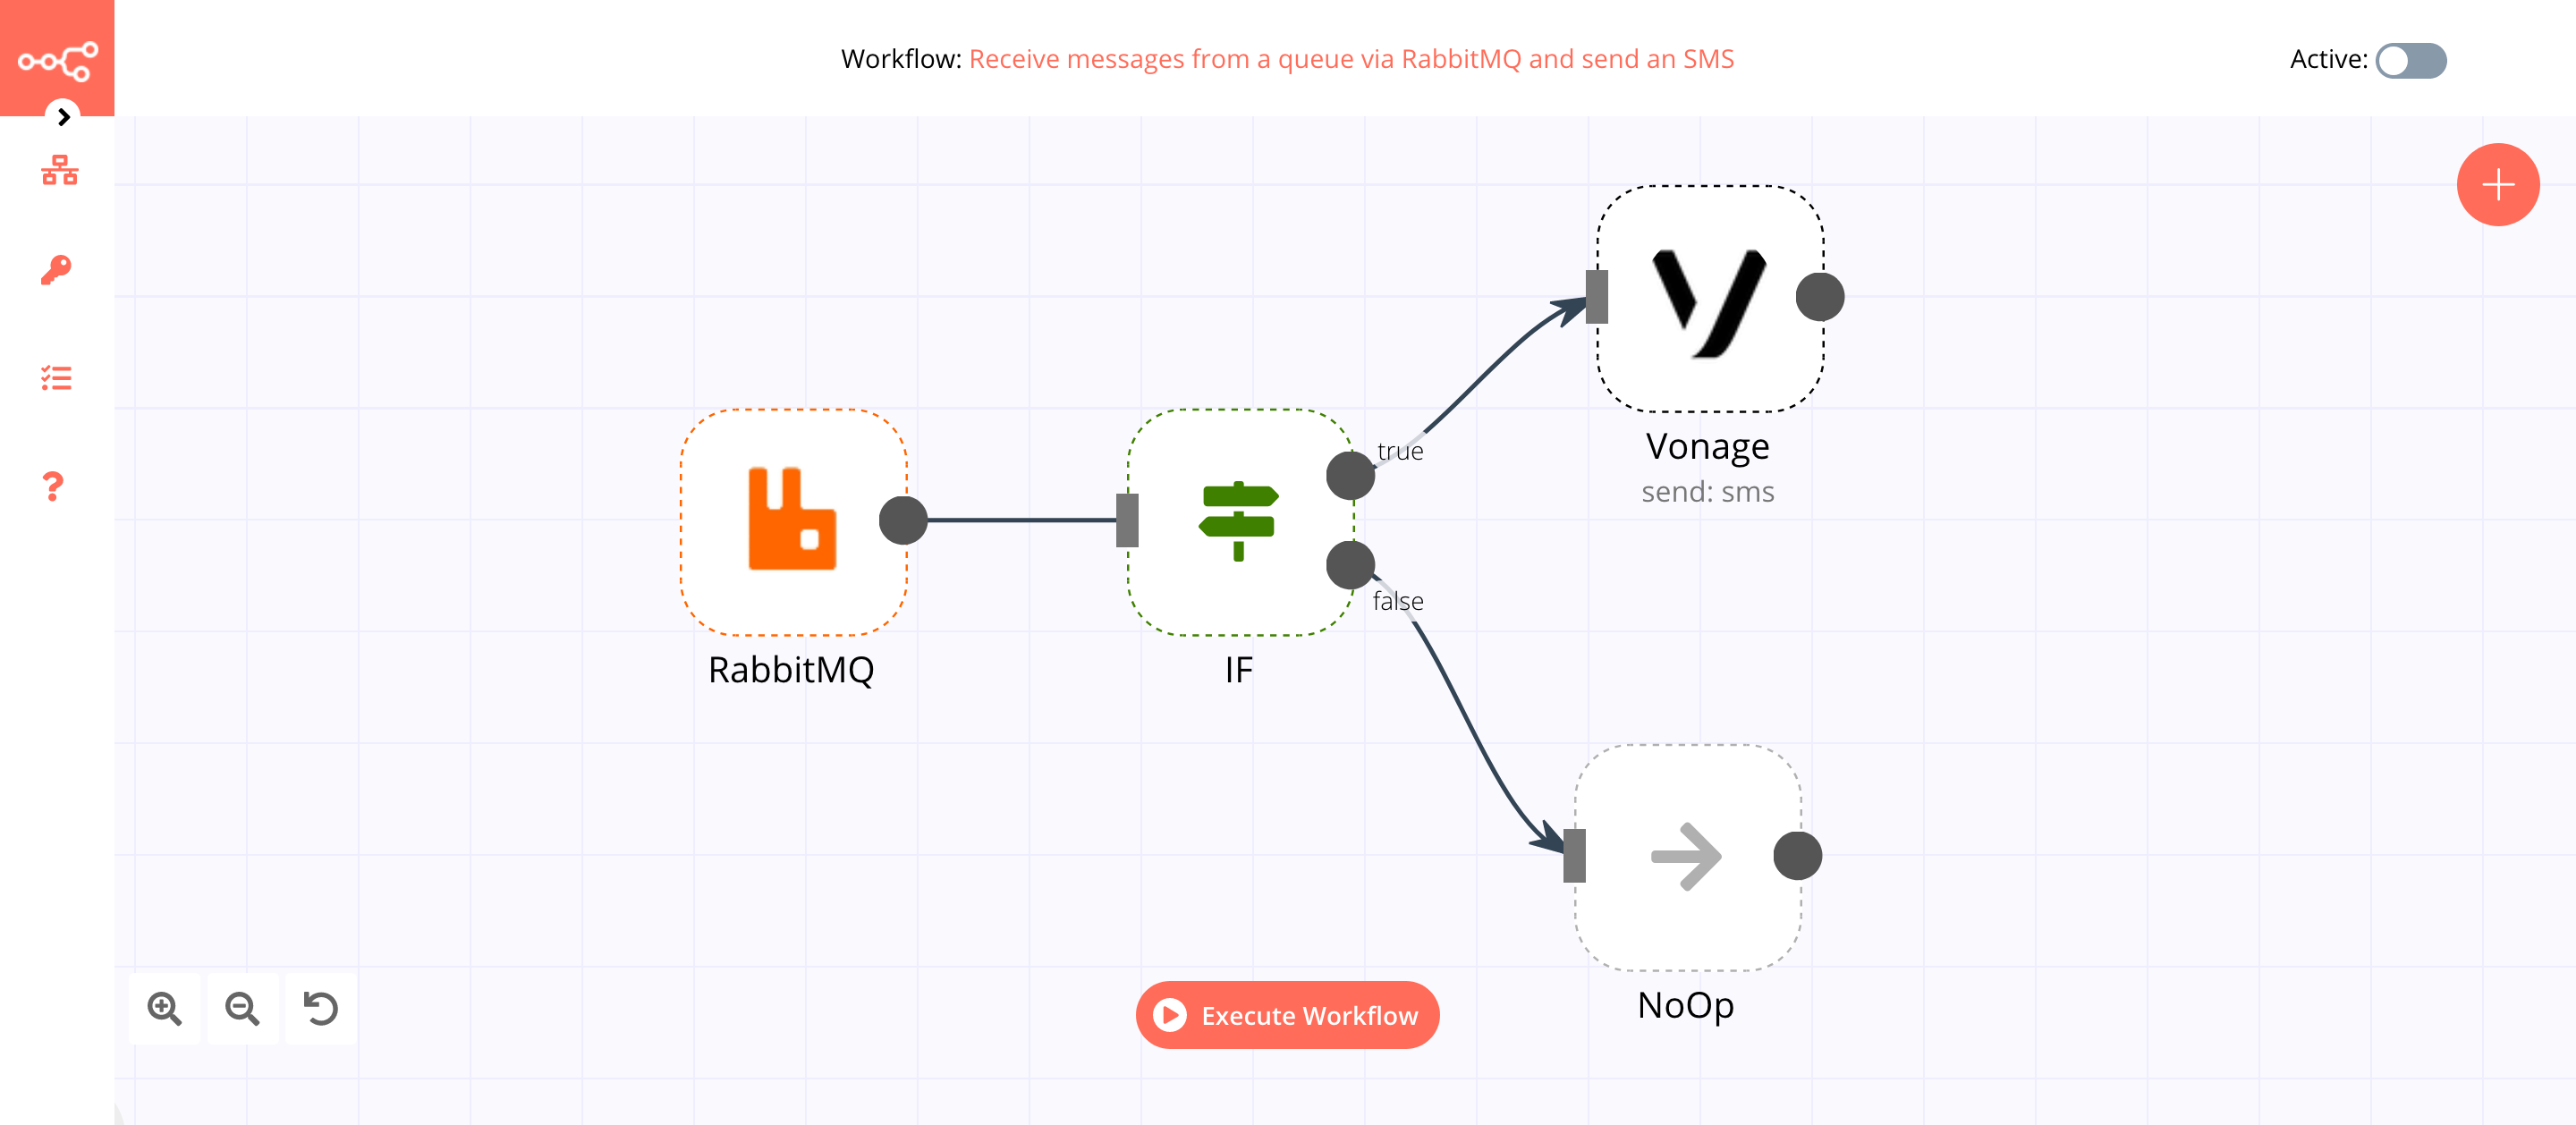 Workflow: Receive messages from a queue via RabbitMQ and send an SMS
Active:
true
Vonage
send: sms
false
RabbitMQ
IF
NoOp
Execute Workflow